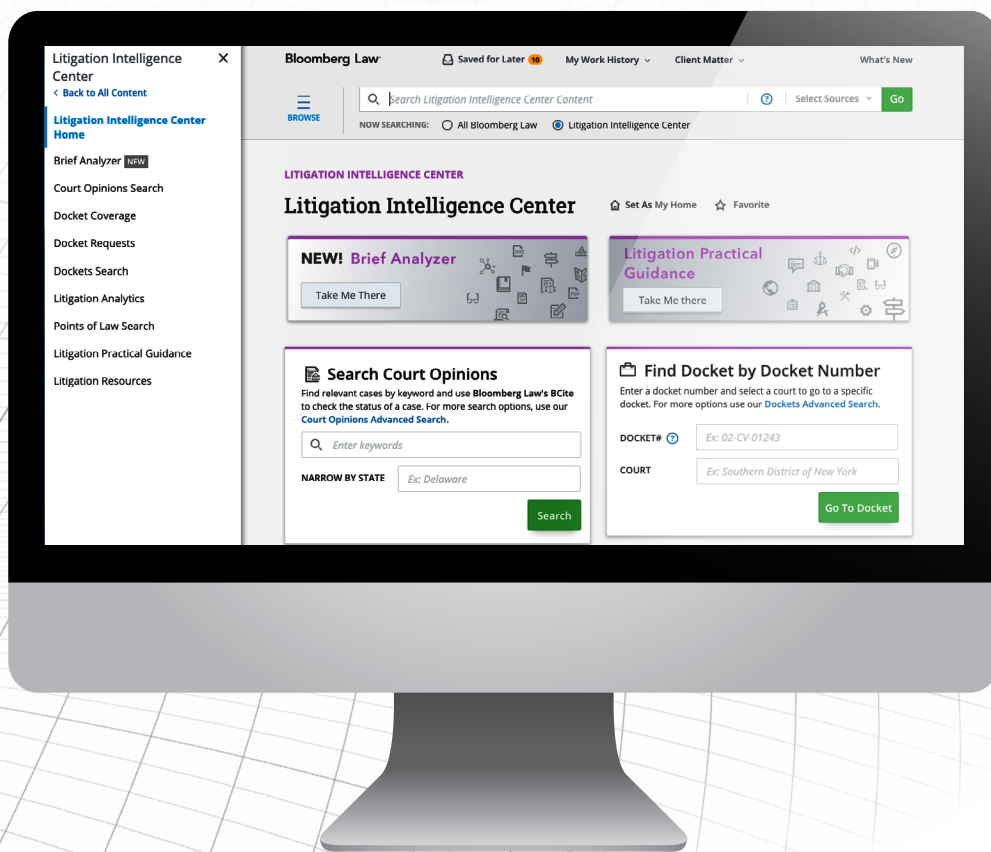 Litigation Intelligence
Center
< Back to All Content
Litigation Intelligence Center
Home
Brief Analyzer NEW
Court Opinions Search
Docket Coverage
Docket Requests
Dockets Search
Litigation Analytics
Points of Law Search
Litigation Practical Guidance
Litigation Resources
Bloomberg Law
Saved for Later 10
My Work History
Client Matter
What's New
BROWSE
Search Litigation Intelligence Center Content
Select Sources
Go
NOW SEARCHING: All Bloomberg Law Litigation Intelligence Center
LITIGATION INTELLIGENCE CENTER
Litigation Intelligence Center
Set As My Home
Favorite
NEW! Brief Analyzer
Take Me There
Litigation Practical
Guidance
Take Me there
Search Court Opinions
Find relevant cases by keyword and use Bloomberg Law's BCite
to check the status of a case. For more search options, use our
Court Opinions Advanced Search.
Enter keywords
NARROW BY STATE Ex: Delaware
Search
Find Docket by Docket Number
Enter a docket number and select a court to go to a specific
docket. For more options use our Dockets Advanced Search.
DOCKET# Ex: 02-CV-01243
COURT Ex: Southern District of New York
Go To Docket